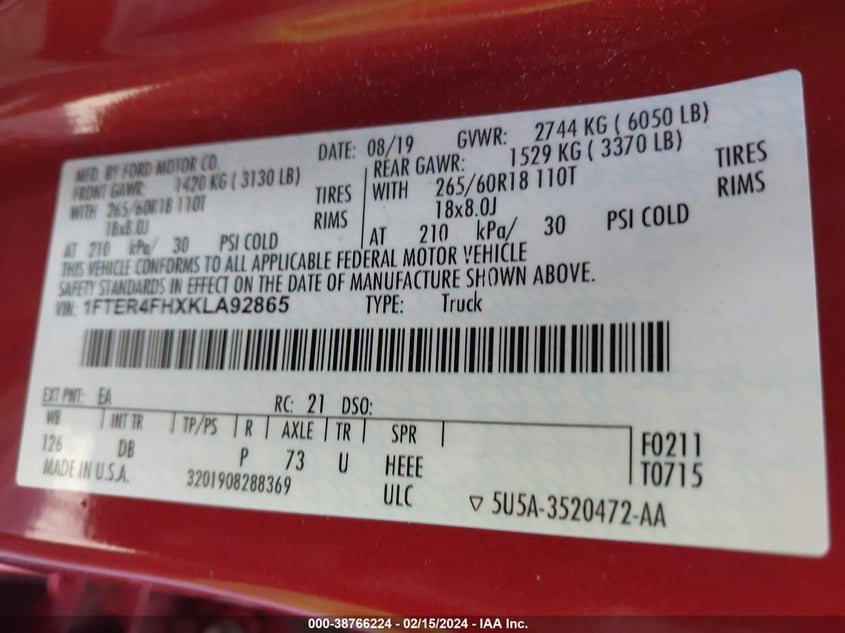 MFD. BY FORD MOTOR CO. DATE: 08/19 GVWR: 2744 KG ( 6050 LB)
FRONT GAWR: 1420 KG ( 3130 LB) REAR GAWR: 1529 KG ( 3370 LB)
WITH 265/60R18 110T TIRES WITH 265/60R18 110T TIRES
18x8.0J RIMS 18x8.0J RIMS
AT 210 kPa/ 30 PSI COLD AT 210 kPa/ 30 PSI COLD
THIS VEHICLE CONFORMS TO ALL APPLICABLE FEDERAL MOTOR VEHICLE
SAFETY STANDARDS IN EFFECT ON THE DATE OF MANUFACTURE SHOWN ABOVE.
VIN: 1FTER4FHXKLA92865 TYPE: Truck
EXT PNT: EA RC: 21 DSO:
WB INT TR TP/PS R AXLE TR SPR
126 DB P 73 U HEEE F0211
MADE IN U.S.A. 3201908288369 ULC T0715
▽ 5U5A-3520472-AA
000-38766224 - 02/15/2024 - IAA Inc.